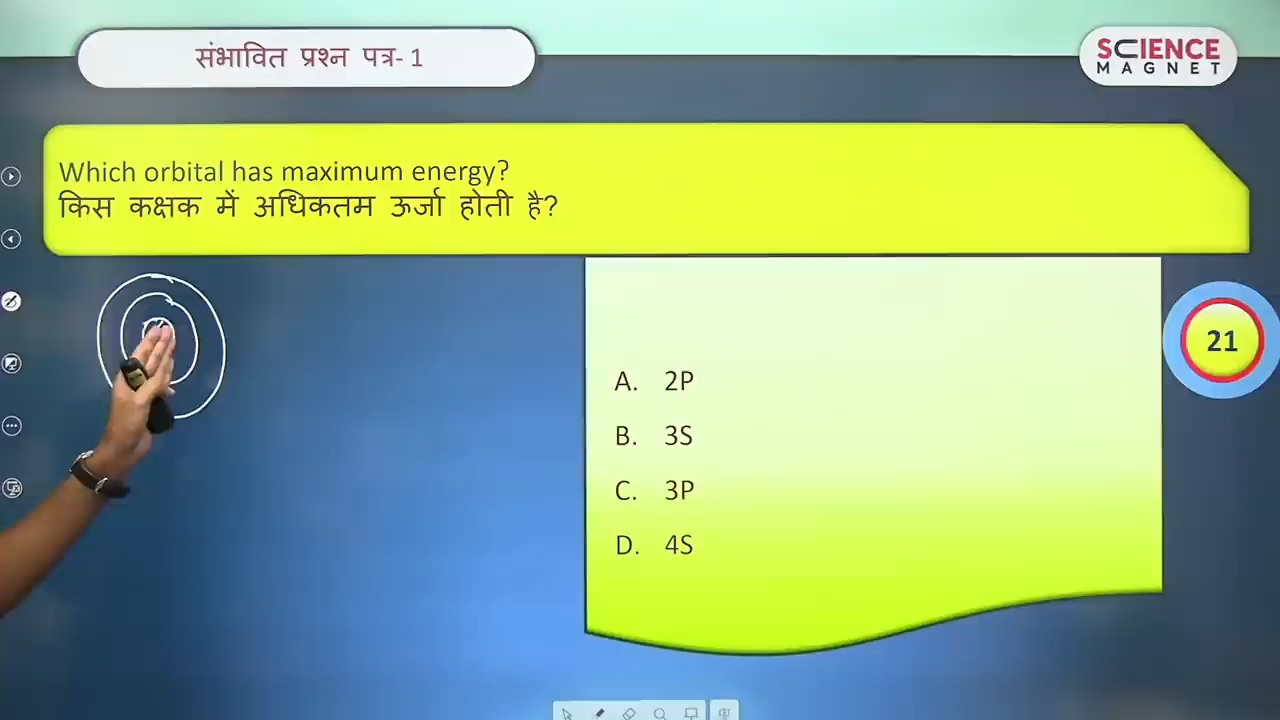 संभावित प्रश्न पत्र- 1
SCIENCE
MAGNET
Which orbital has maximum energy?
किस कक्षक में अधिकतम ऊर्जा होती है?
21
A. 2P
B. 3S
C. 3P
D. 4S